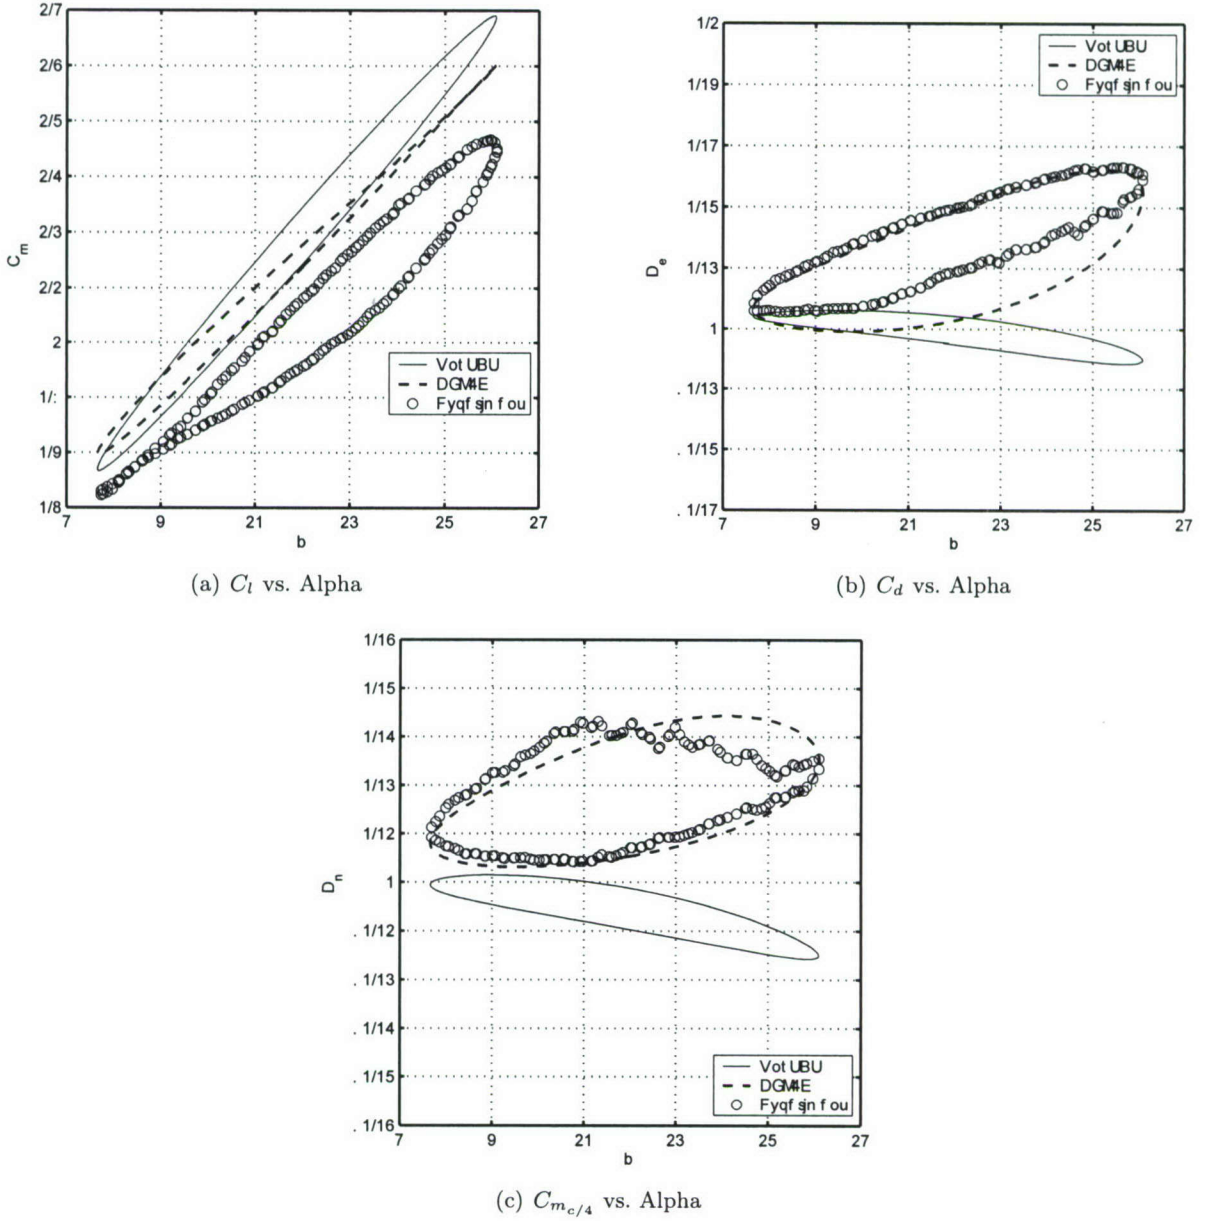 2/7
2/6
2/5
2/4
2/3
2/2
2
1/:
1/9
1/8
C_m
7 9 21 23 25 27
b
Vot UBU
DGM4E
Fyqf sjn f ou
(a) C_l vs. Alpha
1/2
1/19
1/17
1/15
1/13
1
. 1/13
. 1/15
. 1/17
D_e
7 9 21 23 25 27
b
Vot UBU
DGM4E
Fyqf sjn f ou
(b) C_d vs. Alpha
1/16
1/15
1/14
1/13
1/12
1
. 1/12
. 1/13
. 1/14
. 1/15
. 1/16
D_n
7 9 21 23 25 27
b
Vot UBU
DGM4E
Fyqf sjn f ou
(c) C_{m_{c/4}} vs. Alpha